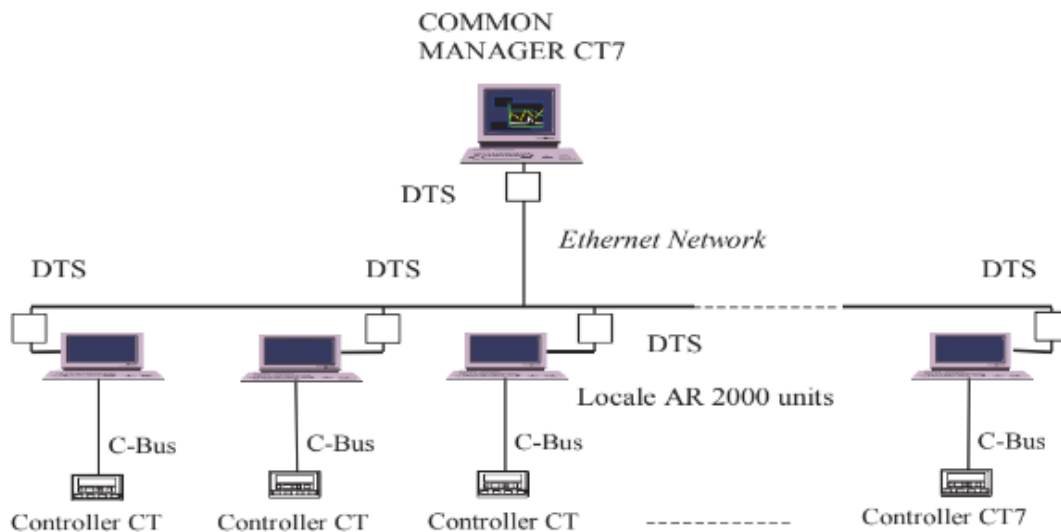 COMMON
MANAGER CT7
DTS
Ethernet Network
DTS
DTS
DTS
DTS
Locale AR 2000 units
C-Bus
C-Bus
C-Bus
C-Bus
Controller CT
Controller CT
Controller CT
Controller CT7